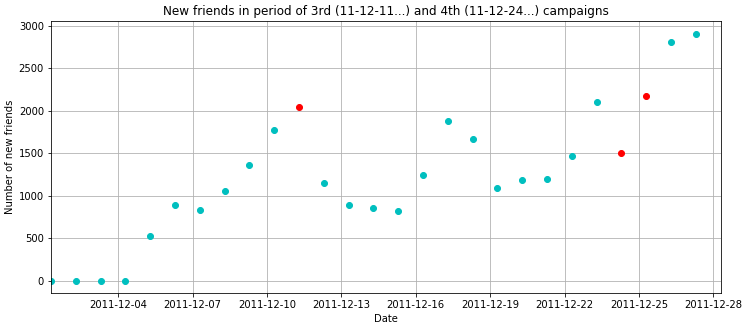 New friends in period of 3rd (11-12-11...) and 4th (11-12-24...) campaigns
3000
2500
2000
1500
1000
500
0
Number of new friends
2011-12-04 2011-12-07 2011-12-10 2011-12-13 2011-12-16 2011-12-19 2011-12-22 2011-12-25 2011-12-28
Date